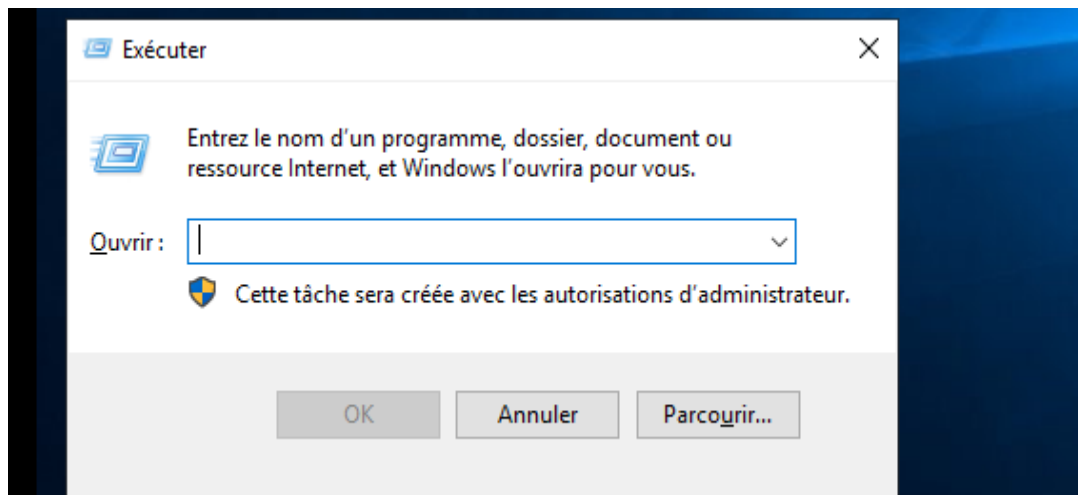 Exécuter
Entrez le nom d'un programme, dossier, document ou
ressource Internet, et Windows l'ouvrira pour vous.
Ouvrir :
Cette tâche sera créée avec les autorisations d'administrateur.
OK
Annuler
Parcourir...